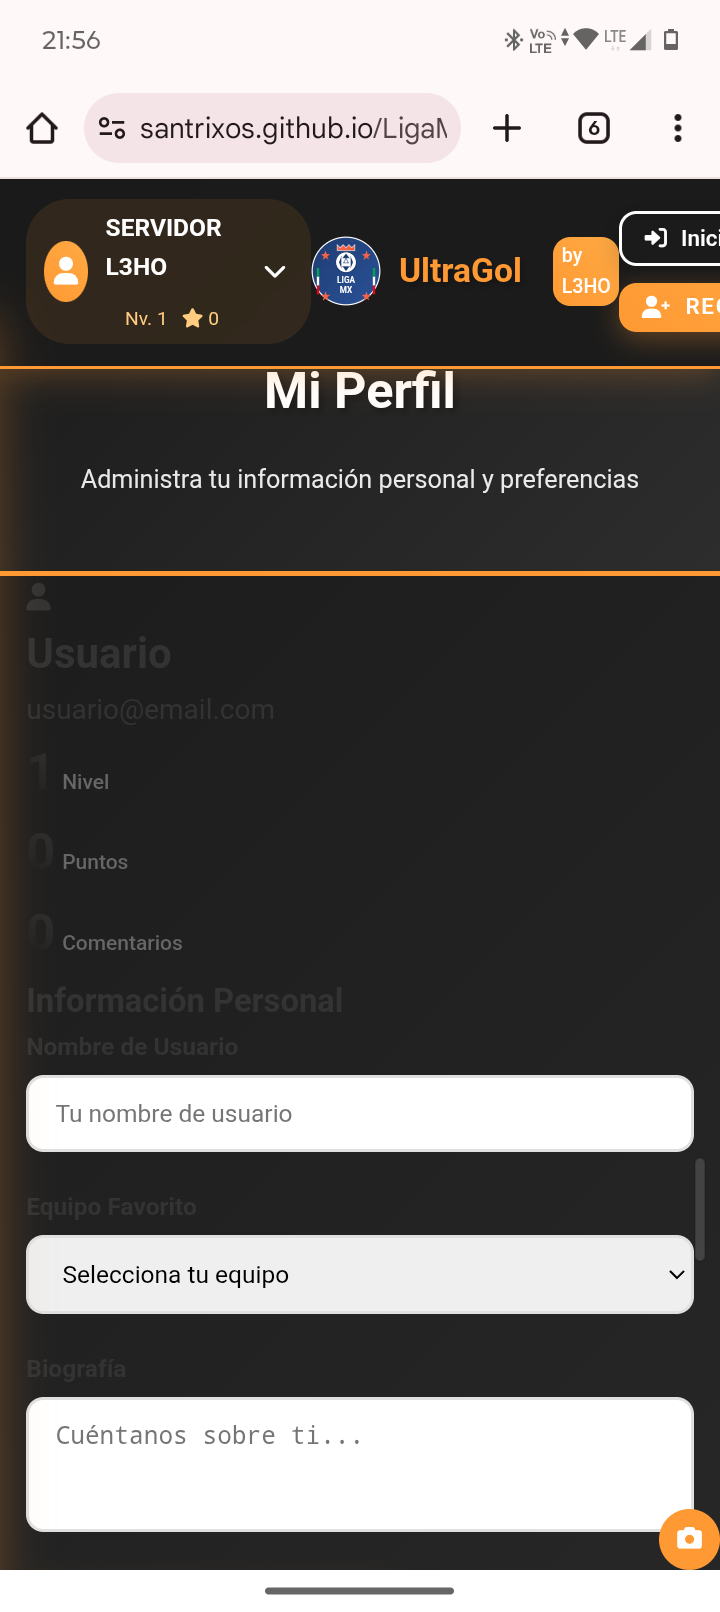 21:56
Vo LTE
LTE
santrixos.github.io/LigaM
6
SERVIDOR
L3HO
Nv. 1 0
LIGA
MX
UltraGol
by
L3HO
Inici
REG
Mi Perfil
Administra tu información personal y preferencias
Usuario
usuario@email.com
1 Nivel
0 Puntos
0 Comentarios
Información Personal
Nombre de Usuario
Tu nombre de usuario
Equipo Favorito
Selecciona tu equipo
Biografía
Cuéntanos sobre ti...